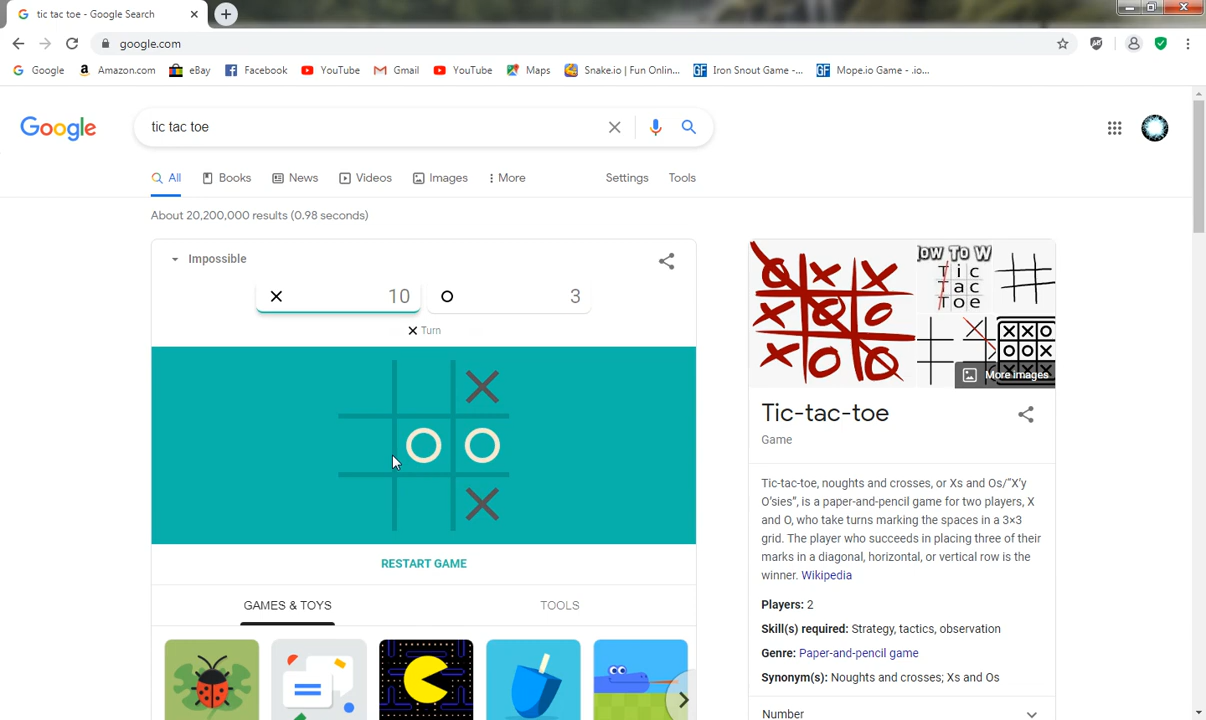 tic tac toe - Google Search
google.com
Google Amazon.com eBay Facebook YouTube Gmail YouTube Maps Snake.io | Fun Onlin... Iron Snout Game -... Mope.io Game - .io...
Google
tic tac toe
All Books News Videos Images More Settings Tools
About 20,200,000 results (0.98 seconds)
Impossible
10 3
Turn
RESTART GAME
GAMES & TOYS TOOLS
Tic
Tac
Toe
More images
Tic-tac-toe
Game
Tic-tac-toe, noughts and crosses, or Xs and Os/"X'y
O'sies", is a paper-and-pencil game for two players, X
and O, who take turns marking the spaces in a 3×3
grid. The player who succeeds in placing three of their
marks in a diagonal, horizontal, or vertical row is the
winner. Wikipedia
Players: 2
Skill(s) required: Strategy, tactics, observation
Genre: Paper-and-pencil game
Synonym(s): Noughts and crosses; Xs and Os
Number